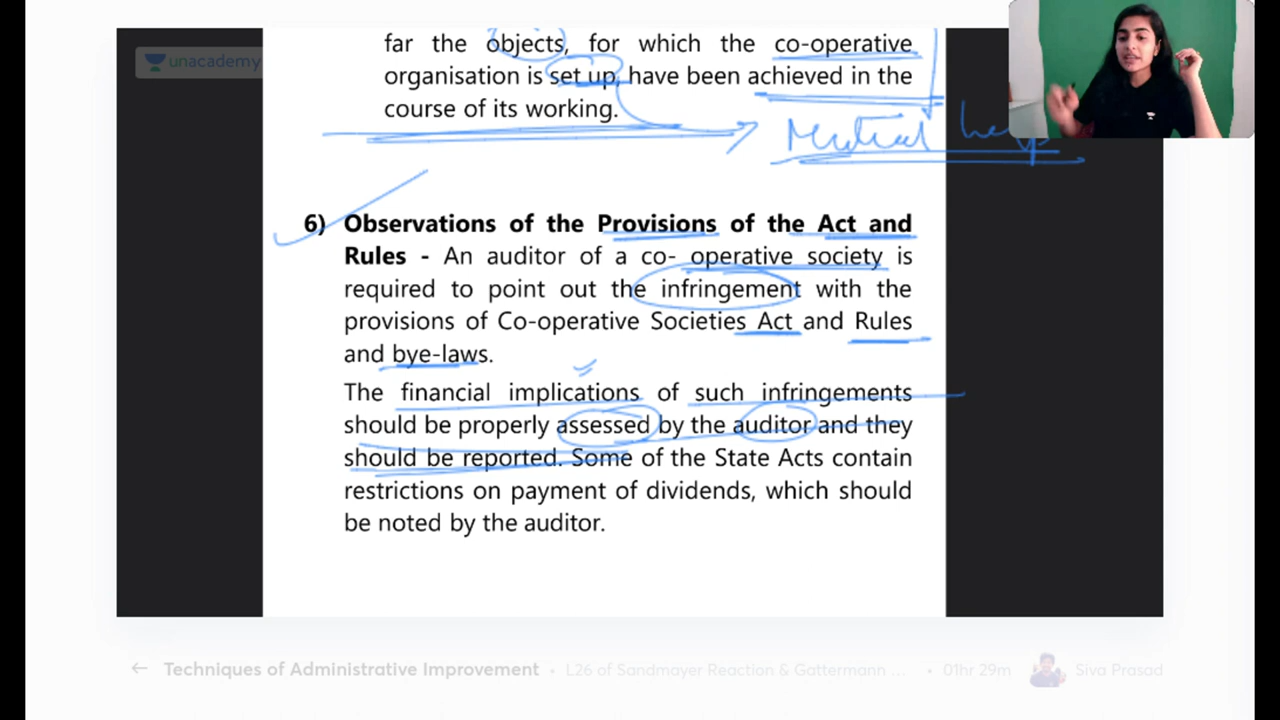 far the objects, for which the co-operative
organisation is set up, have been achieved in the
course of its working.
unacademy
Mutual help
6) Observations of the Provisions of the Act and
Rules - An auditor of a co- operative society is
required to point out the infringement with the
provisions of Co-operative Societies Act and Rules
and bye-laws.
The financial implications of such infringements
should be properly assessed by the auditor and they
should be reported. Some of the State Acts contain
restrictions on payment of dividends, which should
be noted by the auditor.
← Techniques of Administrative Improvement • L26 of Sandmayer Reaction & Gattermann ... • 01hr 29m Siva Prasad